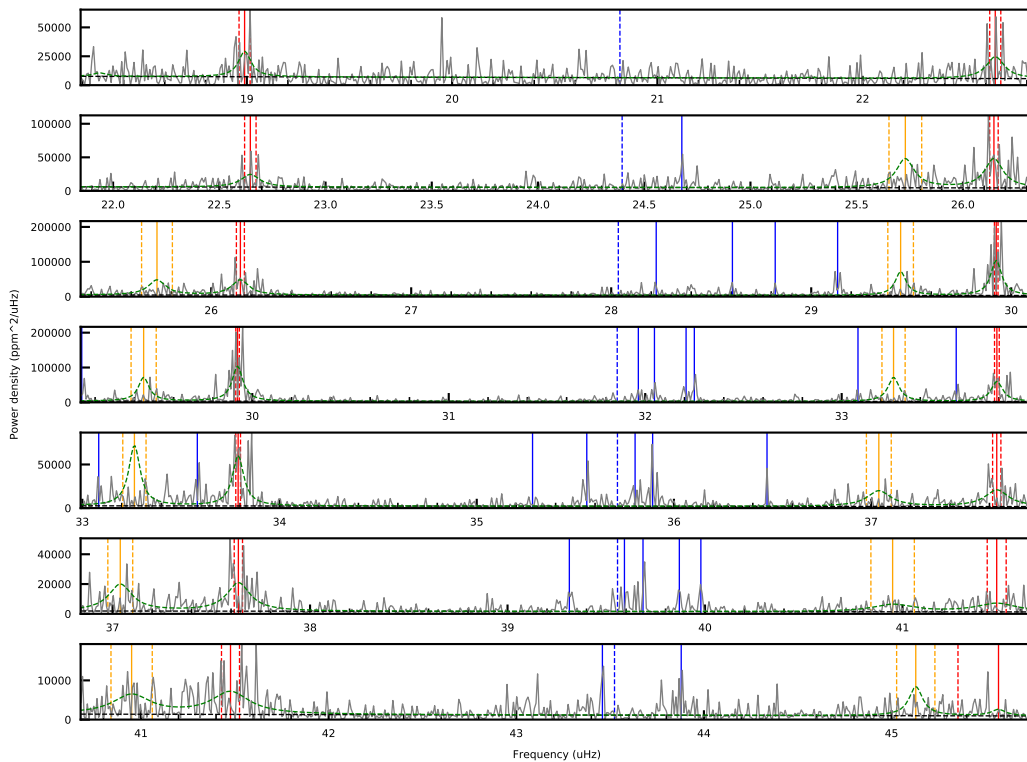 50000
25000
0
19 20 21 22
100000
50000
0
22.0 22.5 23.0 23.5 24.0 24.5 25.0 25.5 26.0
200000
100000
0
26 27 28 29 30
200000
100000
0
30 31 32 33
Power density (ppm^2/uHz)
50000
0
33 34 35 36 37
40000
20000
0
37 38 39 40 41
10000
0
41 42 43 44 45
Frequency (uHz)